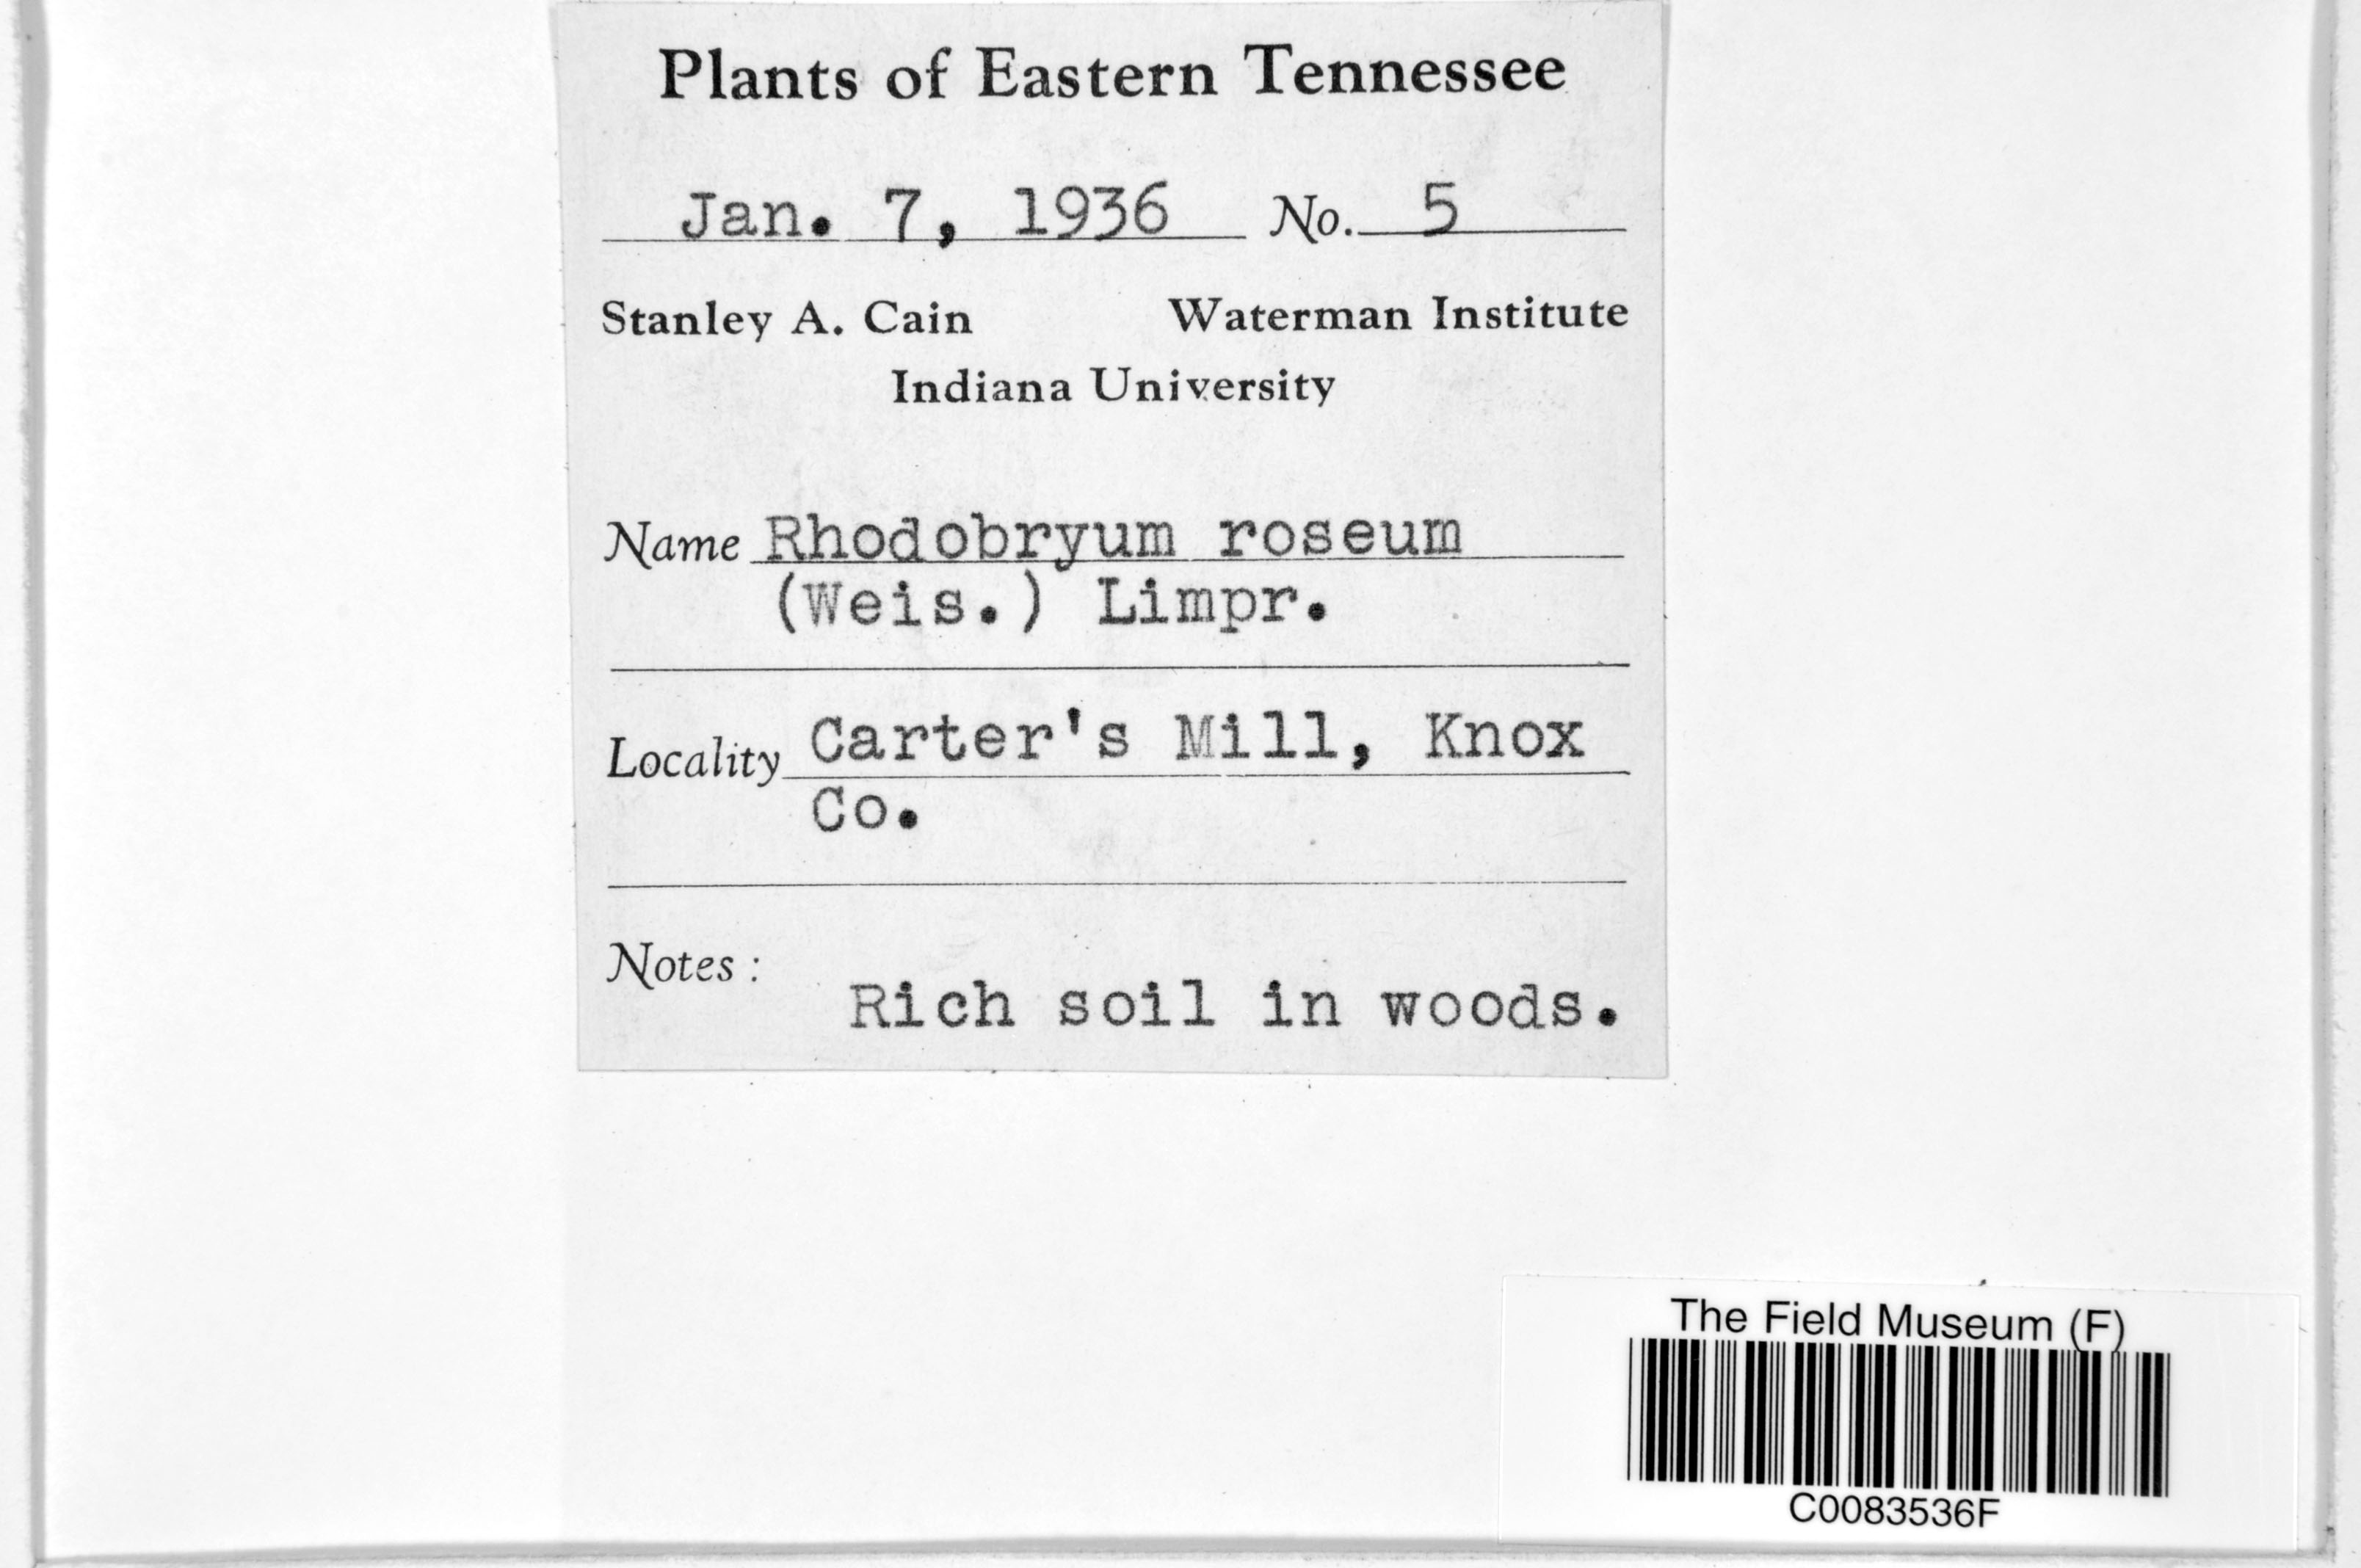 Plants of Eastern Tennessee
Jan. 7, 1936 No. 5
Stanley A. Cain Waterman Institute
Indiana University
Name Rhodobryum roseum
(Weis.) Limpr.
Locality Carter's Mill, Knox
Co.
Notes :
Rich soil in woods.
The Field Museum (F)
C0083536F